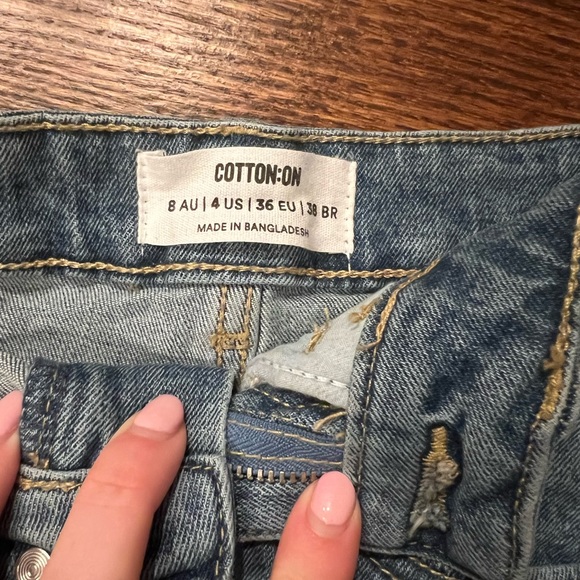 COTTON:ON
8 AU | 4 US | 36 EU | 38 BR
MADE IN BANGLADESH